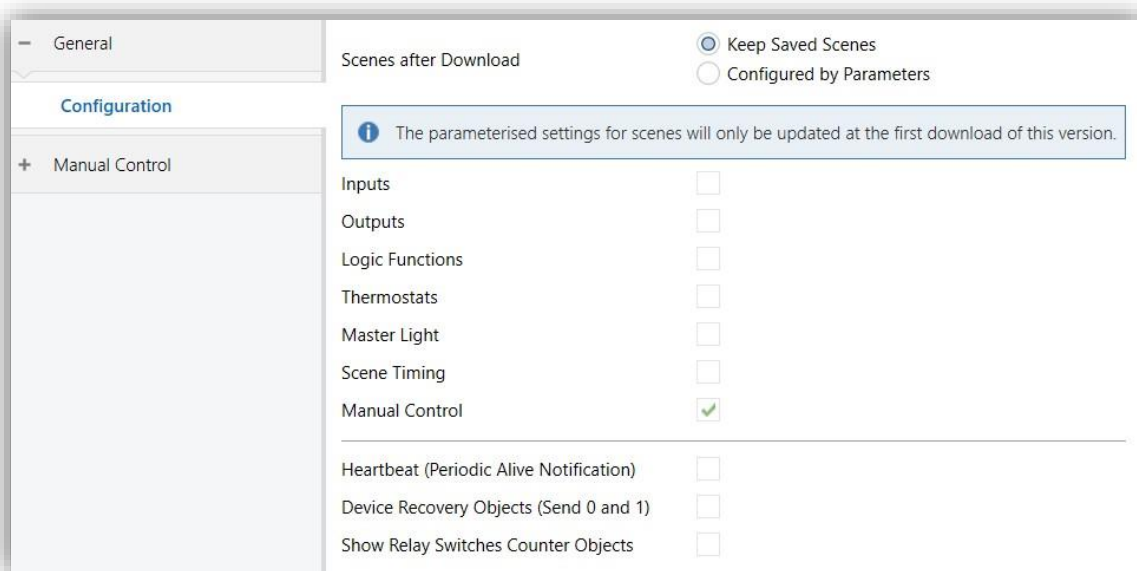 General
Configuration
Manual Control
Scenes after Download
Keep Saved Scenes
Configured by Parameters
The parameterised settings for scenes will only be updated at the first download of this version.
Inputs
Outputs
Logic Functions
Thermostats
Master Light
Scene Timing
Manual Control
Heartbeat (Periodic Alive Notification)
Device Recovery Objects (Send 0 and 1)
Show Relay Switches Counter Objects